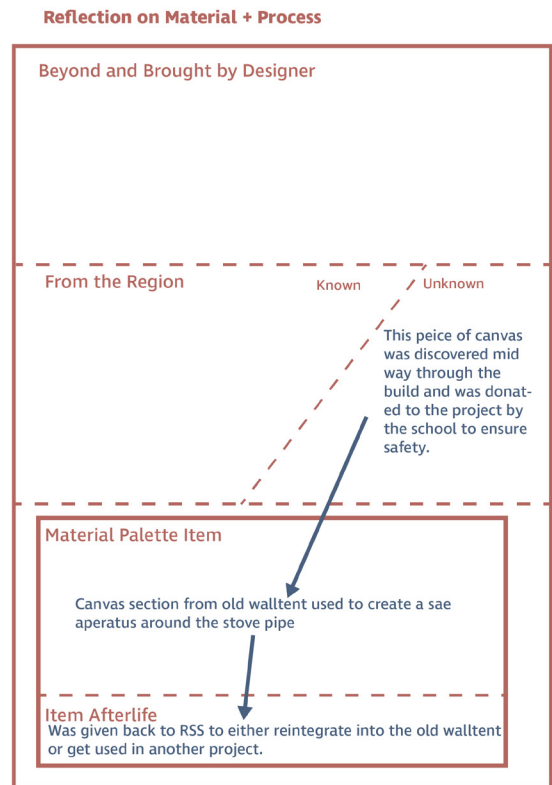 Reflection on Material + Process
Beyond and Brought by Designer
From the Region
Known
Unknown
This peice of canvas
was discovered mid
way through the
build and was donat-
ed to the project by
the school to ensure
safety.
Material Palette Item
Canvas section from old walltent used to create a sae
aperatus around the stove pipe
Item Afterlife
Was given back to RSS to either reintegrate into the old walltent
or get used in another project.